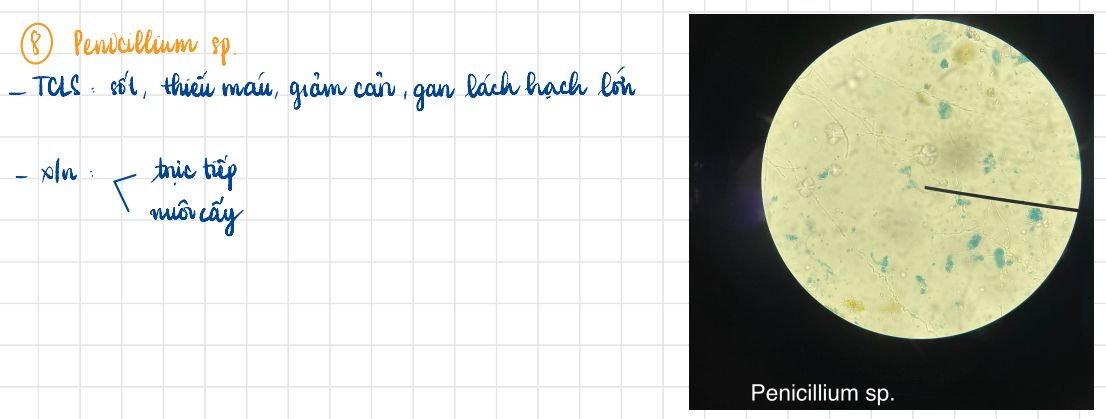 ⑧ Penicillium sp.
- TCLS: sốt, thiếu máu, giảm cân, gan lách hạch lớn
- x/n: trực tiếp
nuôi cấy
Penicillium sp.